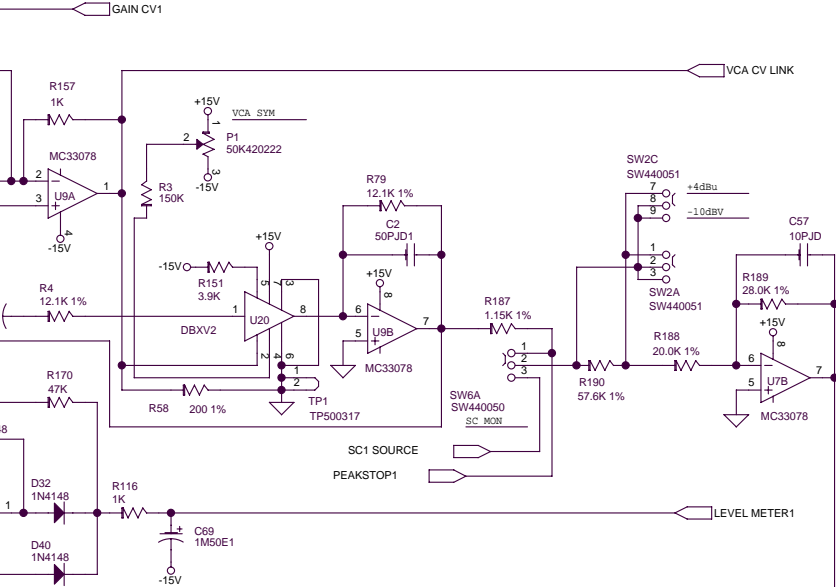 GAIN CV1
VCA CV LINK
R157
1K
+15V
VCA SYM
1
2
P1
50K420222
3
-15V
MC33078
2
3
1
U9A
4
-15V
R3
150K
R79
12.1K 1%
C2
50PJD1
SW2C
SW440051
7
8
9
+4dBu
-10dBV
C57
10PJD
+15V
-15V
R151
3.9K
5
7
3
+15V
8
1
2
3
SW2A
SW440051
R189
28.0K 1%
+15V
8
R4
12.1K 1%
1
DBXV2
U20
8
6
5
U9B
7
MC33078
R187
1.15K 1%
R188
20.0K 1%
6
5
U7B
7
MC33078
2
4
6
1
2
TP1
TP500317
1
2
3
SW6A
SW440050
SC MON
R190
57.6K 1%
R170
47K
R58
200 1%
SC1 SOURCE
PEAKSTOP1
8
D32
1N4148
1
R116
1K
LEVEL METER1
C69
1M50E1
+
-15V
D40
1N4148